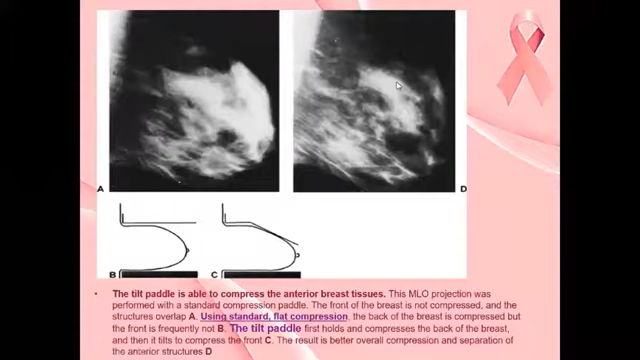 A
D
B
C
• The tilt paddle is able to compress the anterior breast tissues. This MLO projection was
performed with a standard compression paddle. The front of the breast is not compressed, and the
structures overlap A. Using standard, flat compression, the back of the breast is compressed but
the front is frequently not B. The tilt paddle first holds and compresses the back of the breast,
and then it tilts to compress the front C. The result is better overall compression and separation of
the anterior structures D